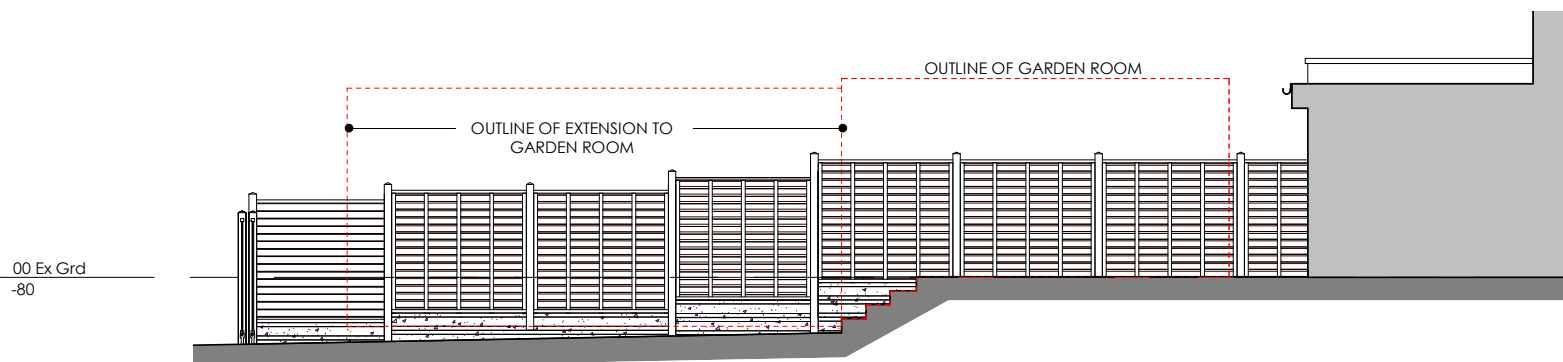 OUTLINE OF GARDEN ROOM
OUTLINE OF EXTENSION TO
GARDEN ROOM
00 Ex Grd
-80